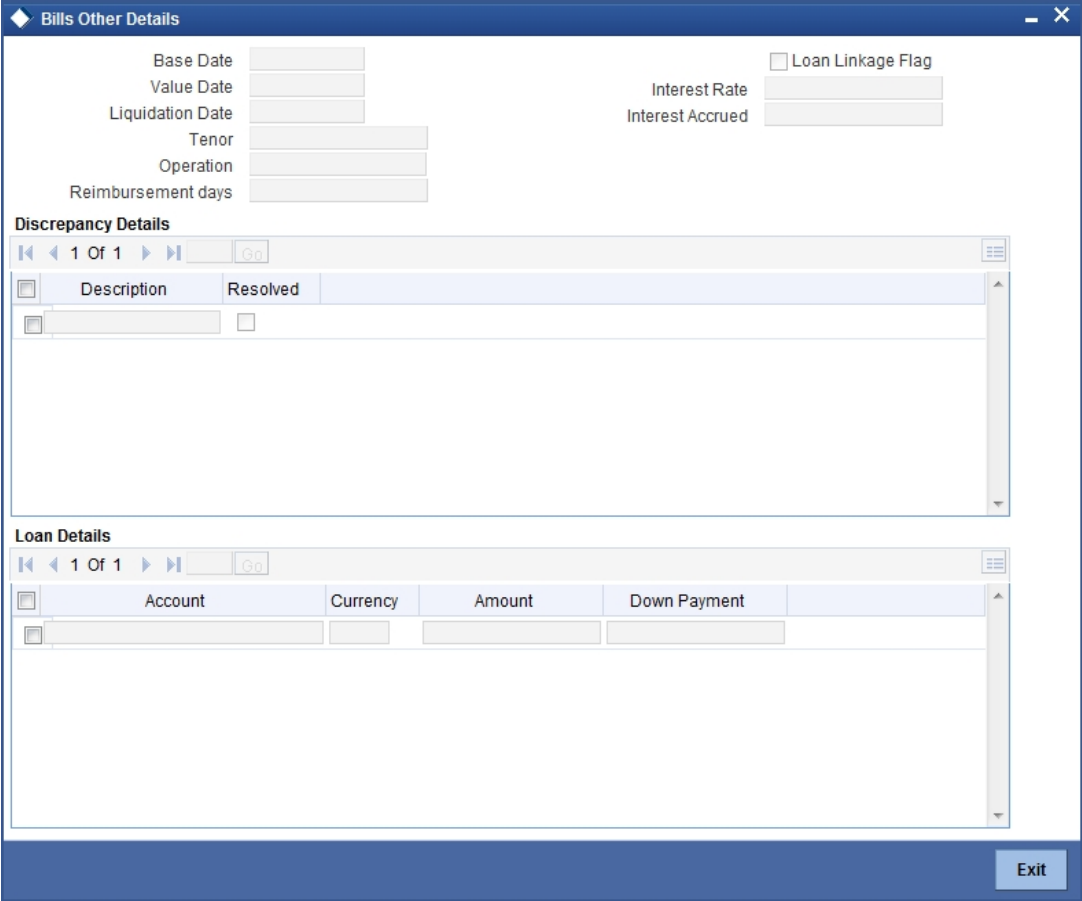 Bills Other Details
Base Date
Value Date
Liquidation Date
Tenor
Operation
Reimbursement days
Loan Linkage Flag
Interest Rate
Interest Accrued
Discrepancy Details
1 Of 1 Go
Description Resolved
Loan Details
1 Of 1 Go
Account Currency Amount Down Payment
Exit